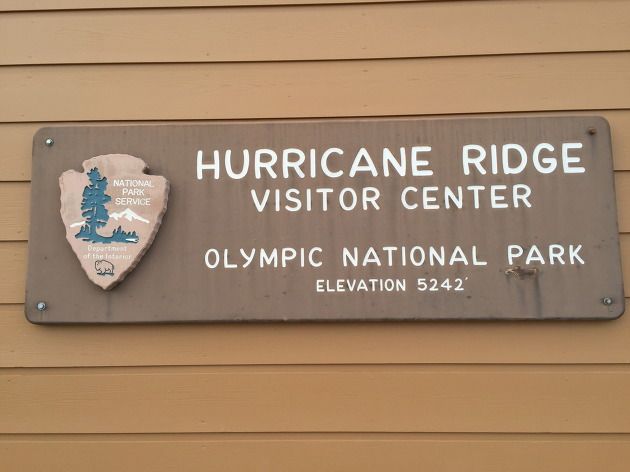 HURRICANE RIDGE
VISITOR CENTER
OLYMPIC NATIONAL PARK
ELEVATION 5242'
NATIONAL
PARK
SERVICE
Department
of the Interior